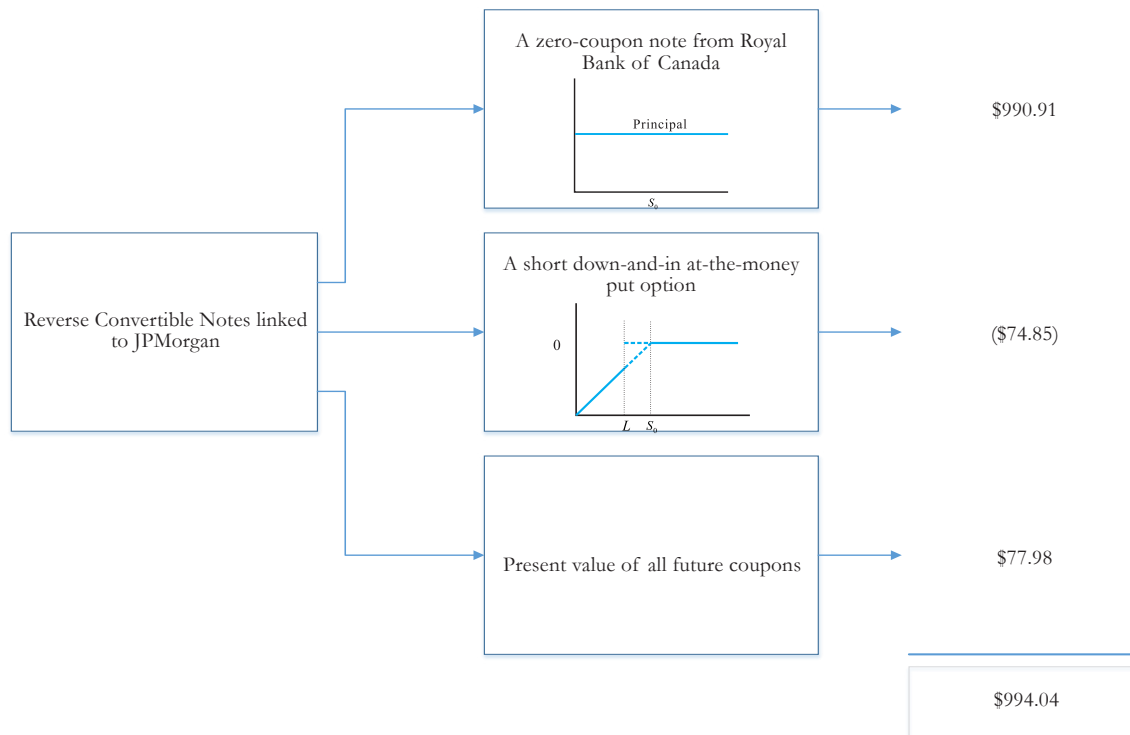 A zero-coupon note from Royal
Bank of Canada
Principal
S₀
$990.91
Reverse Convertible Notes linked
to JPMorgan
A short down-and-in at-the-money
put option
0
L S₀
($74.85)
Present value of all future coupons
$77.98
$994.04